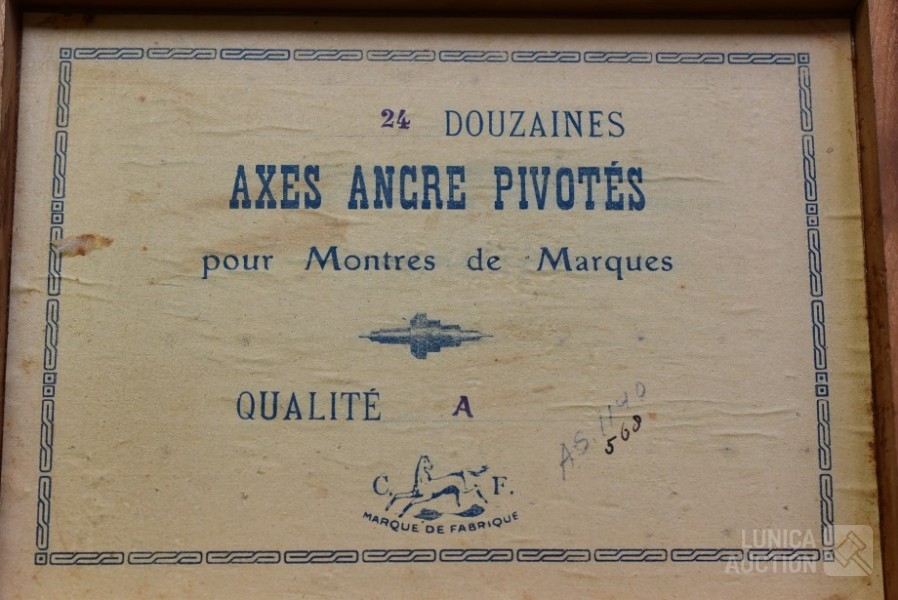 24 DOUZAINES
AXES ANCRE PIVOTÉS
pour Montres de Marques
QUALITÉ A
AS. 1140
568
C. F.
MARQUE DE FABRIQUE
LUNICA
AUCTION